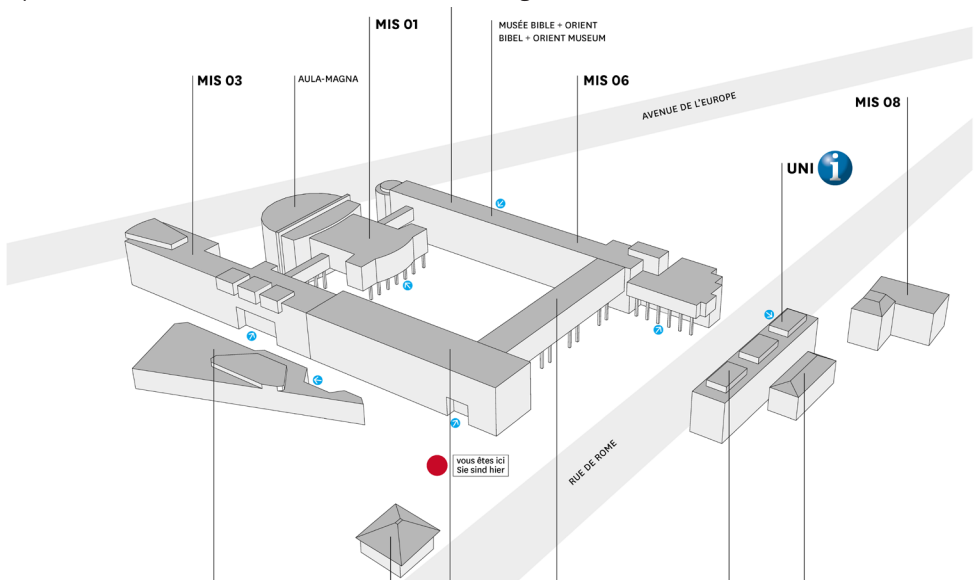 MIS 01
MUSÉE BIBLE + ORIENT
BIBEL + ORIENT MUSEUM
MIS 03
AULA-MAGNA
MIS 06
AVENUE DE L'EUROPE
MIS 08
UNI i
RUE DE ROME
vous êtes ici
Sie sind hier